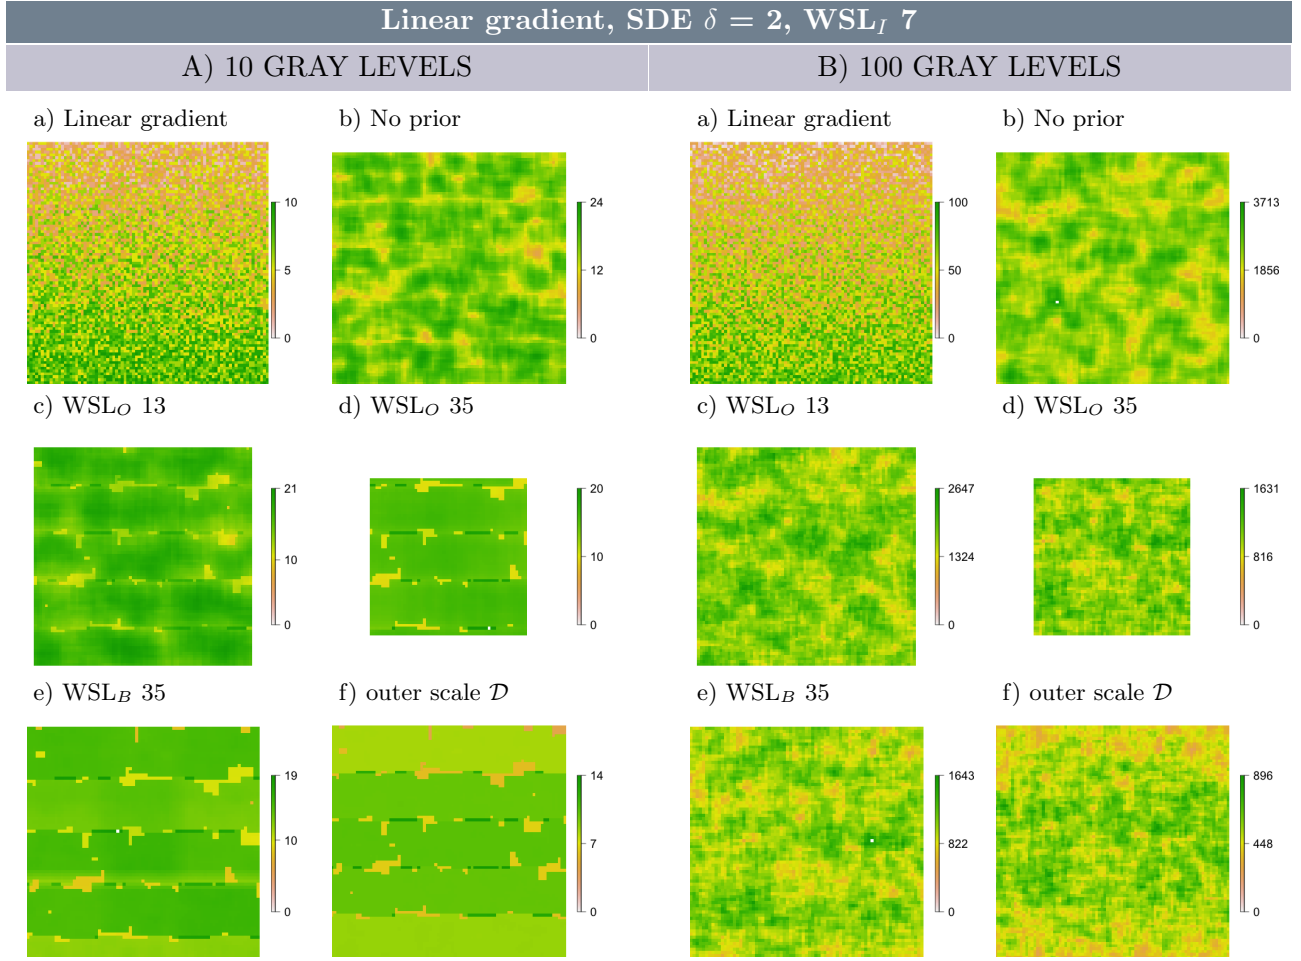 Linear gradient, SDE δ = 2, WSL_I 7
A) 10 GRAY LEVELS
B) 100 GRAY LEVELS
a) Linear gradient
b) No prior
a) Linear gradient
b) No prior
10
5
0
24
12
0
100
50
0
3713
1856
0
c) WSL_O 13
d) WSL_O 35
c) WSL_O 13
d) WSL_O 35
21
10
0
20
10
0
2647
1324
0
1631
816
0
e) WSL_B 35
f) outer scale 𝒟
e) WSL_B 35
f) outer scale 𝒟
19
10
0
14
7
0
1643
822
0
896
448
0